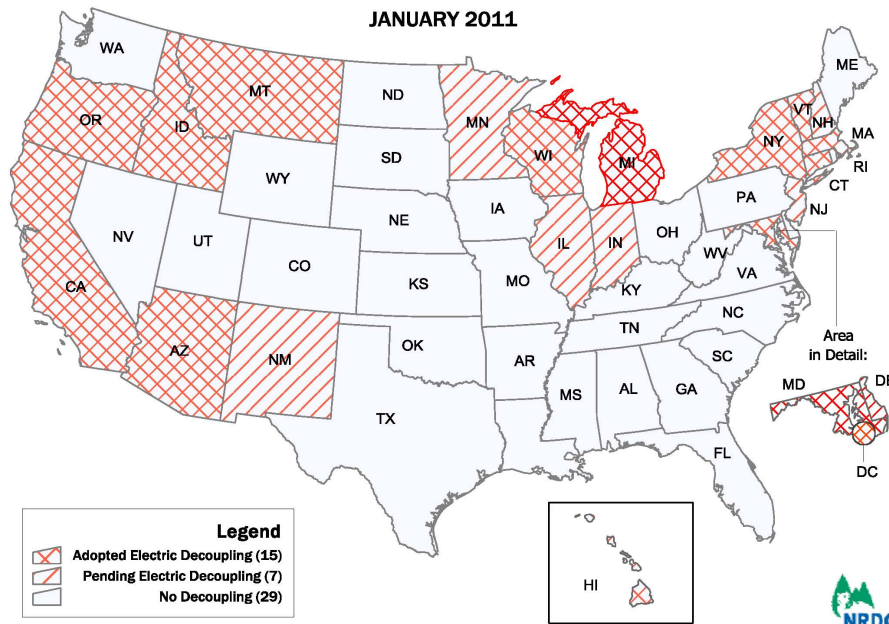 JANUARY 2011
WA
MT
ND
MN
ME
OR
ID
SD
WI
MI
NY
VT
NH
MA
RI
CT
WY
IA
PA
NJ
NV
UT
NE
IL
IN
OH
CO
KS
MO
WV
VA
KY
CA
AZ
NM
OK
AR
TN
NC
SC
MS
AL
GA
TX
FL
Area
in Detail:
MD
DE
DC
HI
Legend
Adopted Electric Decoupling (15)
Pending Electric Decoupling (7)
No Decoupling (29)
NRDC